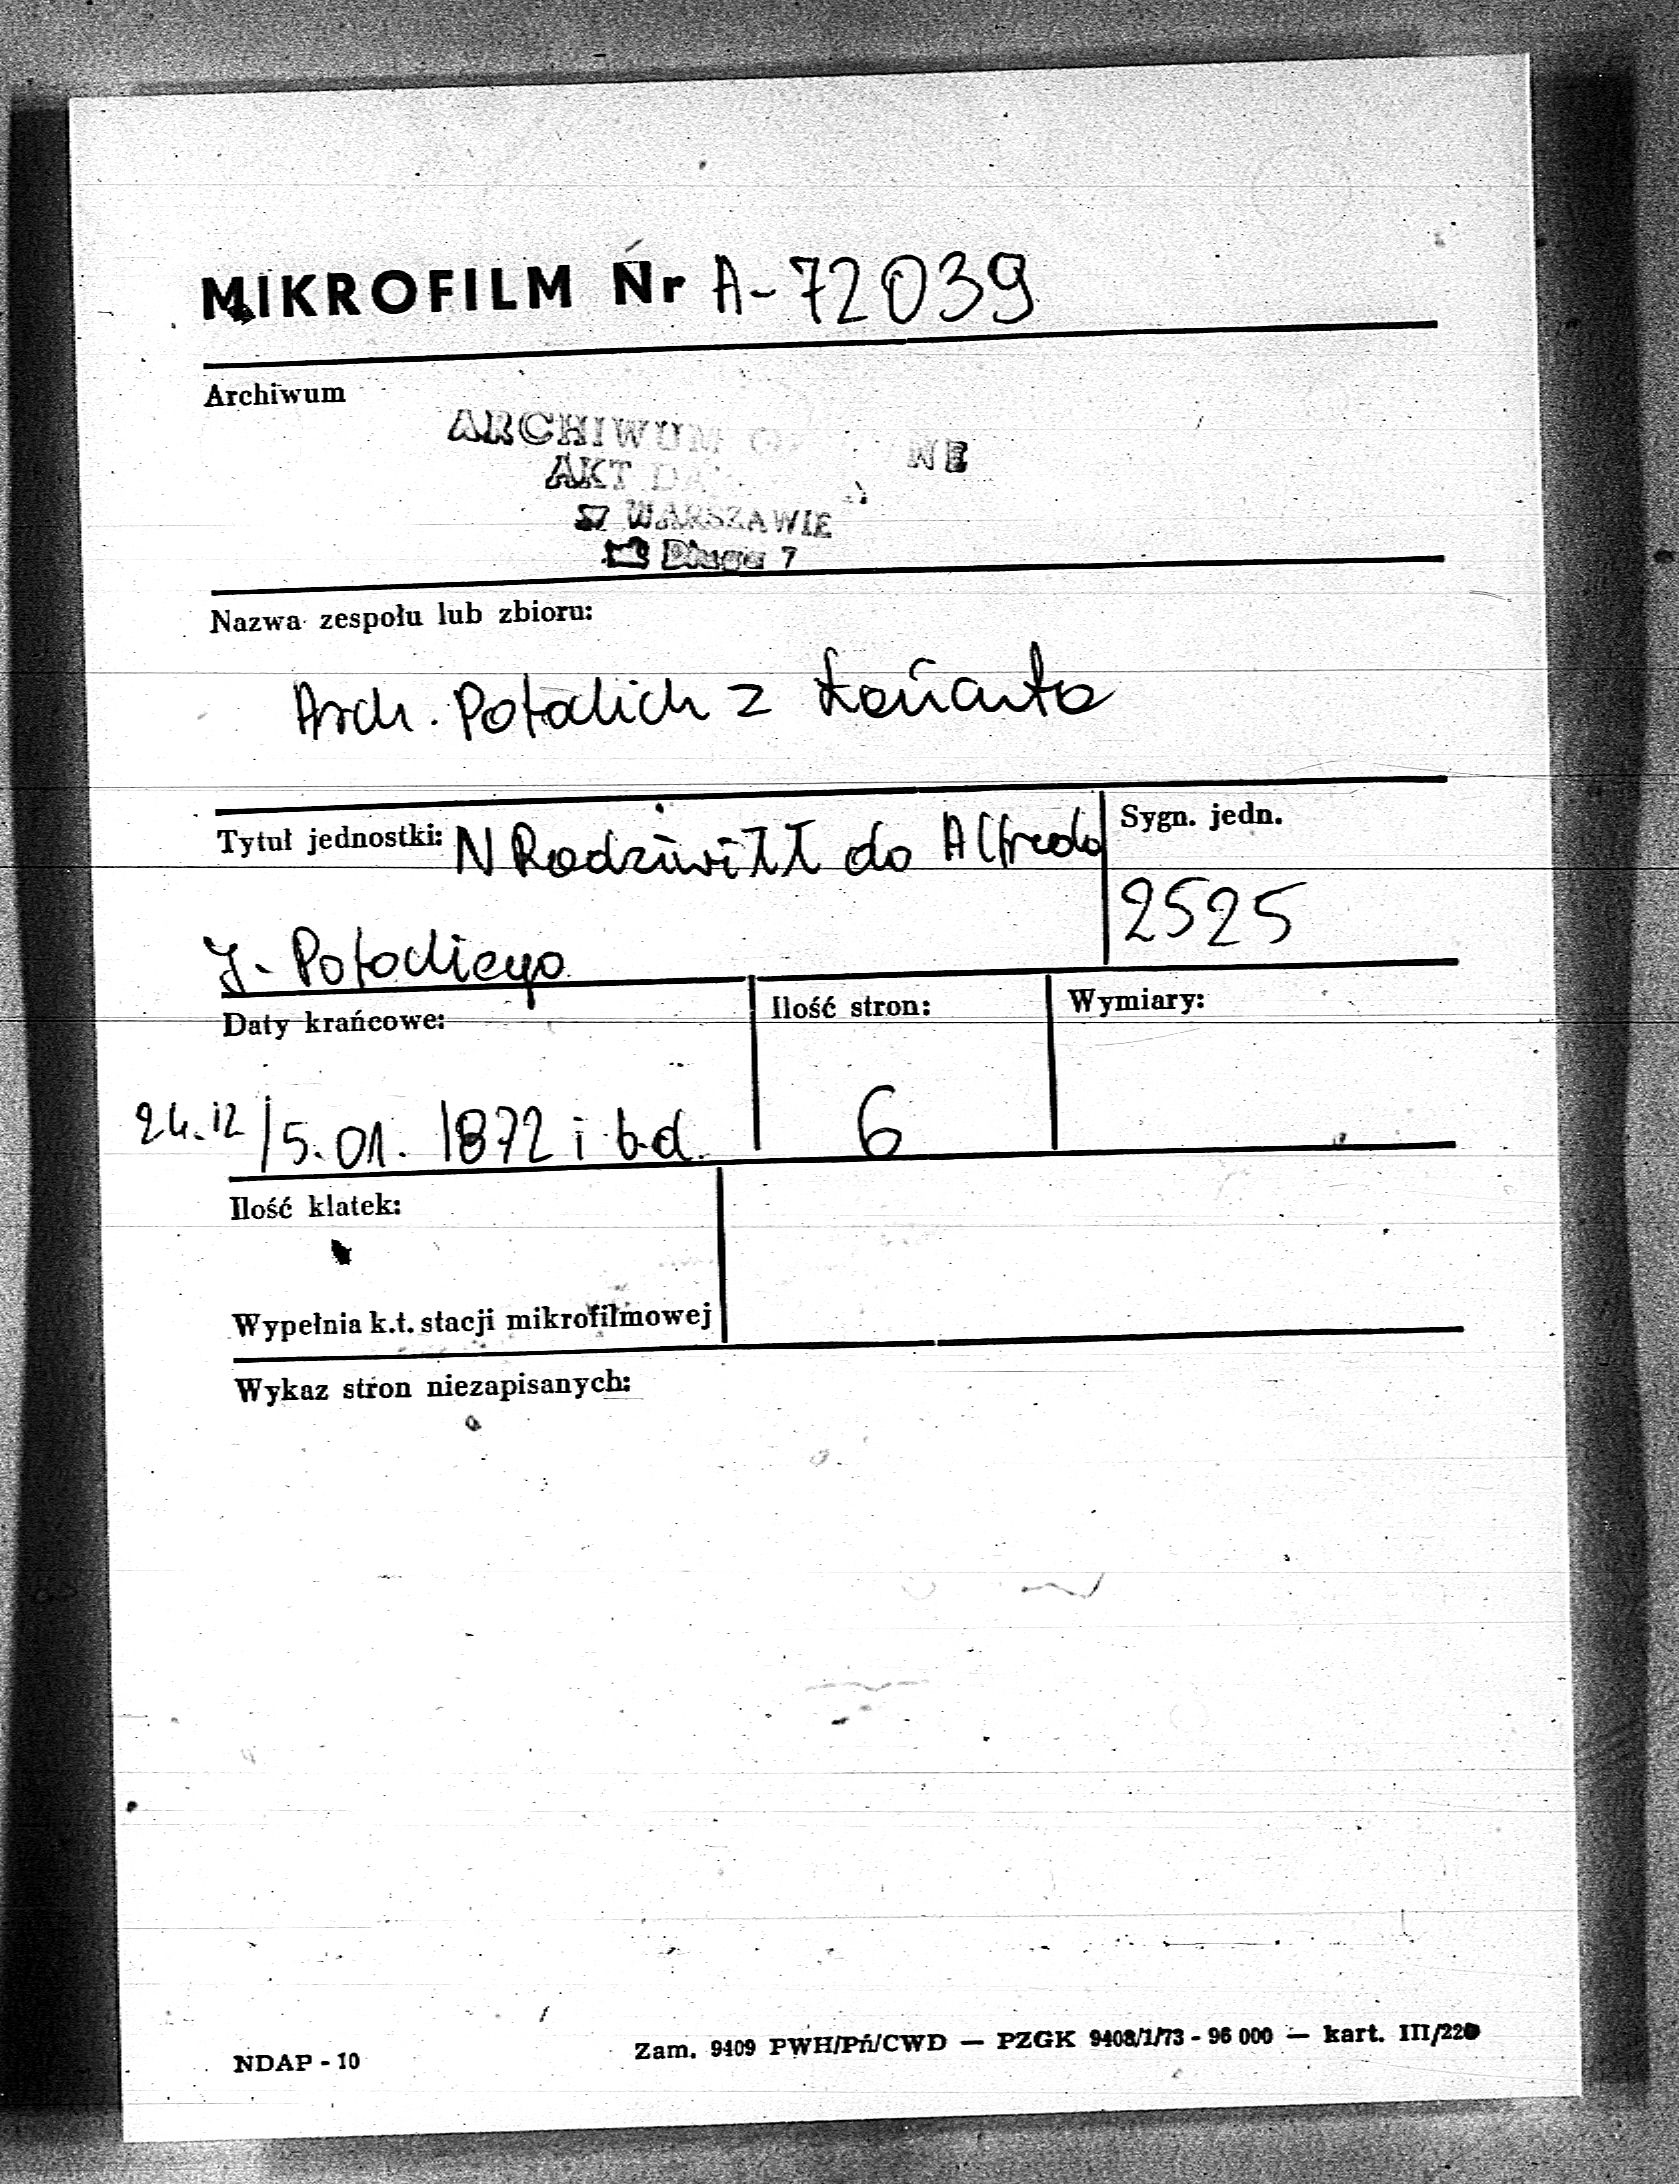 MIKROFILM Nr A-72039
Archiwum
ARCHIWUM
AKT
W WARSZAWIE
Długa 7
Nazwa zespołu lub zbioru:
Arch. Potockich z Łańcuta
Tytuł jednostki: N Radziwiłł do Alfreda
Sygn. jedn.
2525
J. Potockiego
Daty krańcowe:
Ilość stron:
Wymiary:
24.12/5.01. 1872 i b.d.
6
Ilość klatek:
Wypełnia k.t. stacji mikrofilmowej
Wykaz stron niezapisanych:
NDAP - 10
Zam. 9409 PWH/Pń/CWD — PZGK 9408/1/73 - 96 000 — kart. III/220